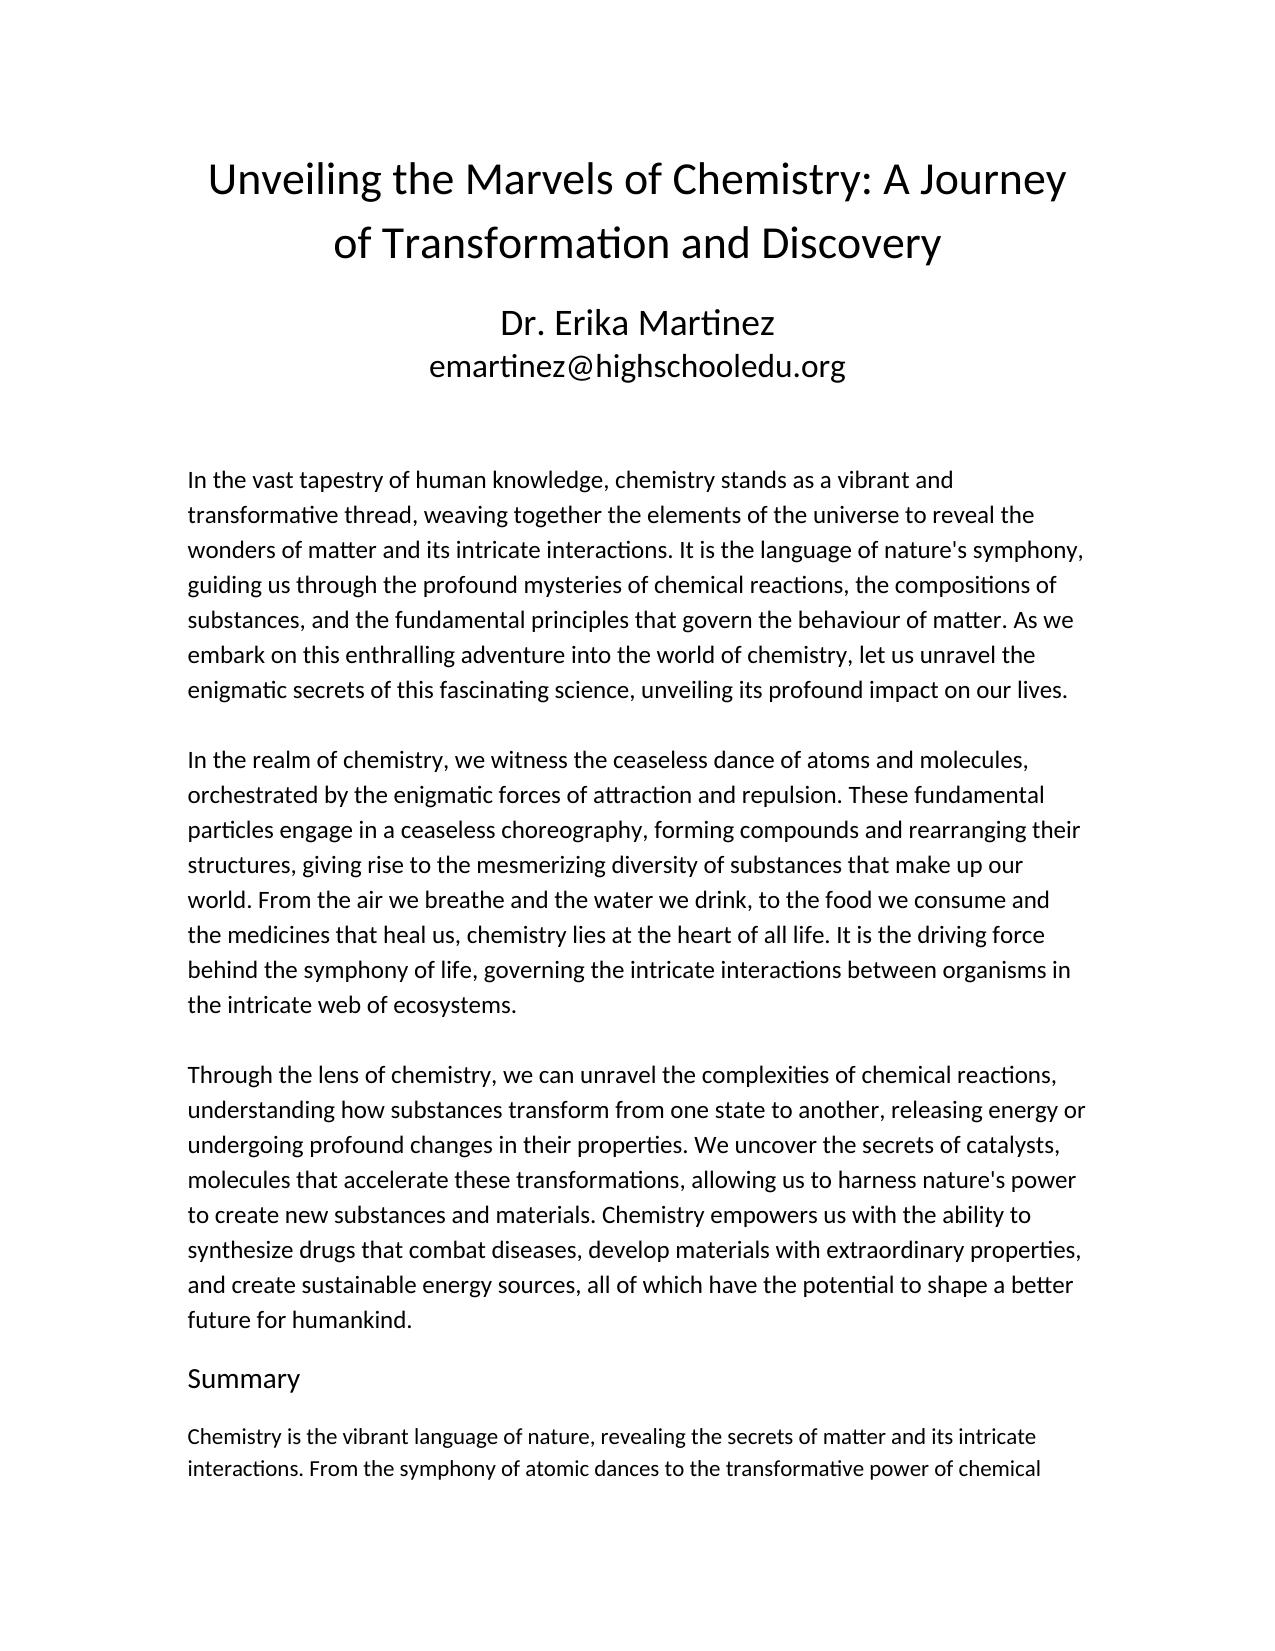 Unveiling the Marvels of Chemistry: A Journey
of Transformation and Discovery
Dr. Erika Martinez
emartinez@highschooledu.org
In the vast tapestry of human knowledge, chemistry stands as a vibrant and
transformative thread, weaving together the elements of the universe to reveal the
wonders of matter and its intricate interactions. It is the language of nature's symphony,
guiding us through the profound mysteries of chemical reactions, the compositions of
substances, and the fundamental principles that govern the behaviour of matter. As we
embark on this enthralling adventure into the world of chemistry, let us unravel the
enigmatic secrets of this fascinating science, unveiling its profound impact on our lives.
In the realm of chemistry, we witness the ceaseless dance of atoms and molecules,
orchestrated by the enigmatic forces of attraction and repulsion. These fundamental
particles engage in a ceaseless choreography, forming compounds and rearranging their
structures, giving rise to the mesmerizing diversity of substances that make up our
world. From the air we breathe and the water we drink, to the food we consume and
the medicines that heal us, chemistry lies at the heart of all life. It is the driving force
behind the symphony of life, governing the intricate interactions between organisms in
the intricate web of ecosystems.
Through the lens of chemistry, we can unravel the complexities of chemical reactions,
understanding how substances transform from one state to another, releasing energy or
undergoing profound changes in their properties. We uncover the secrets of catalysts,
molecules that accelerate these transformations, allowing us to harness nature's power
to create new substances and materials. Chemistry empowers us with the ability to
synthesize drugs that combat diseases, develop materials with extraordinary properties,
and create sustainable energy sources, all of which have the potential to shape a better
future for humankind.
Summary
Chemistry is the vibrant language of nature, revealing the secrets of matter and its intricate
interactions. From the symphony of atomic dances to the transformative power of chemical